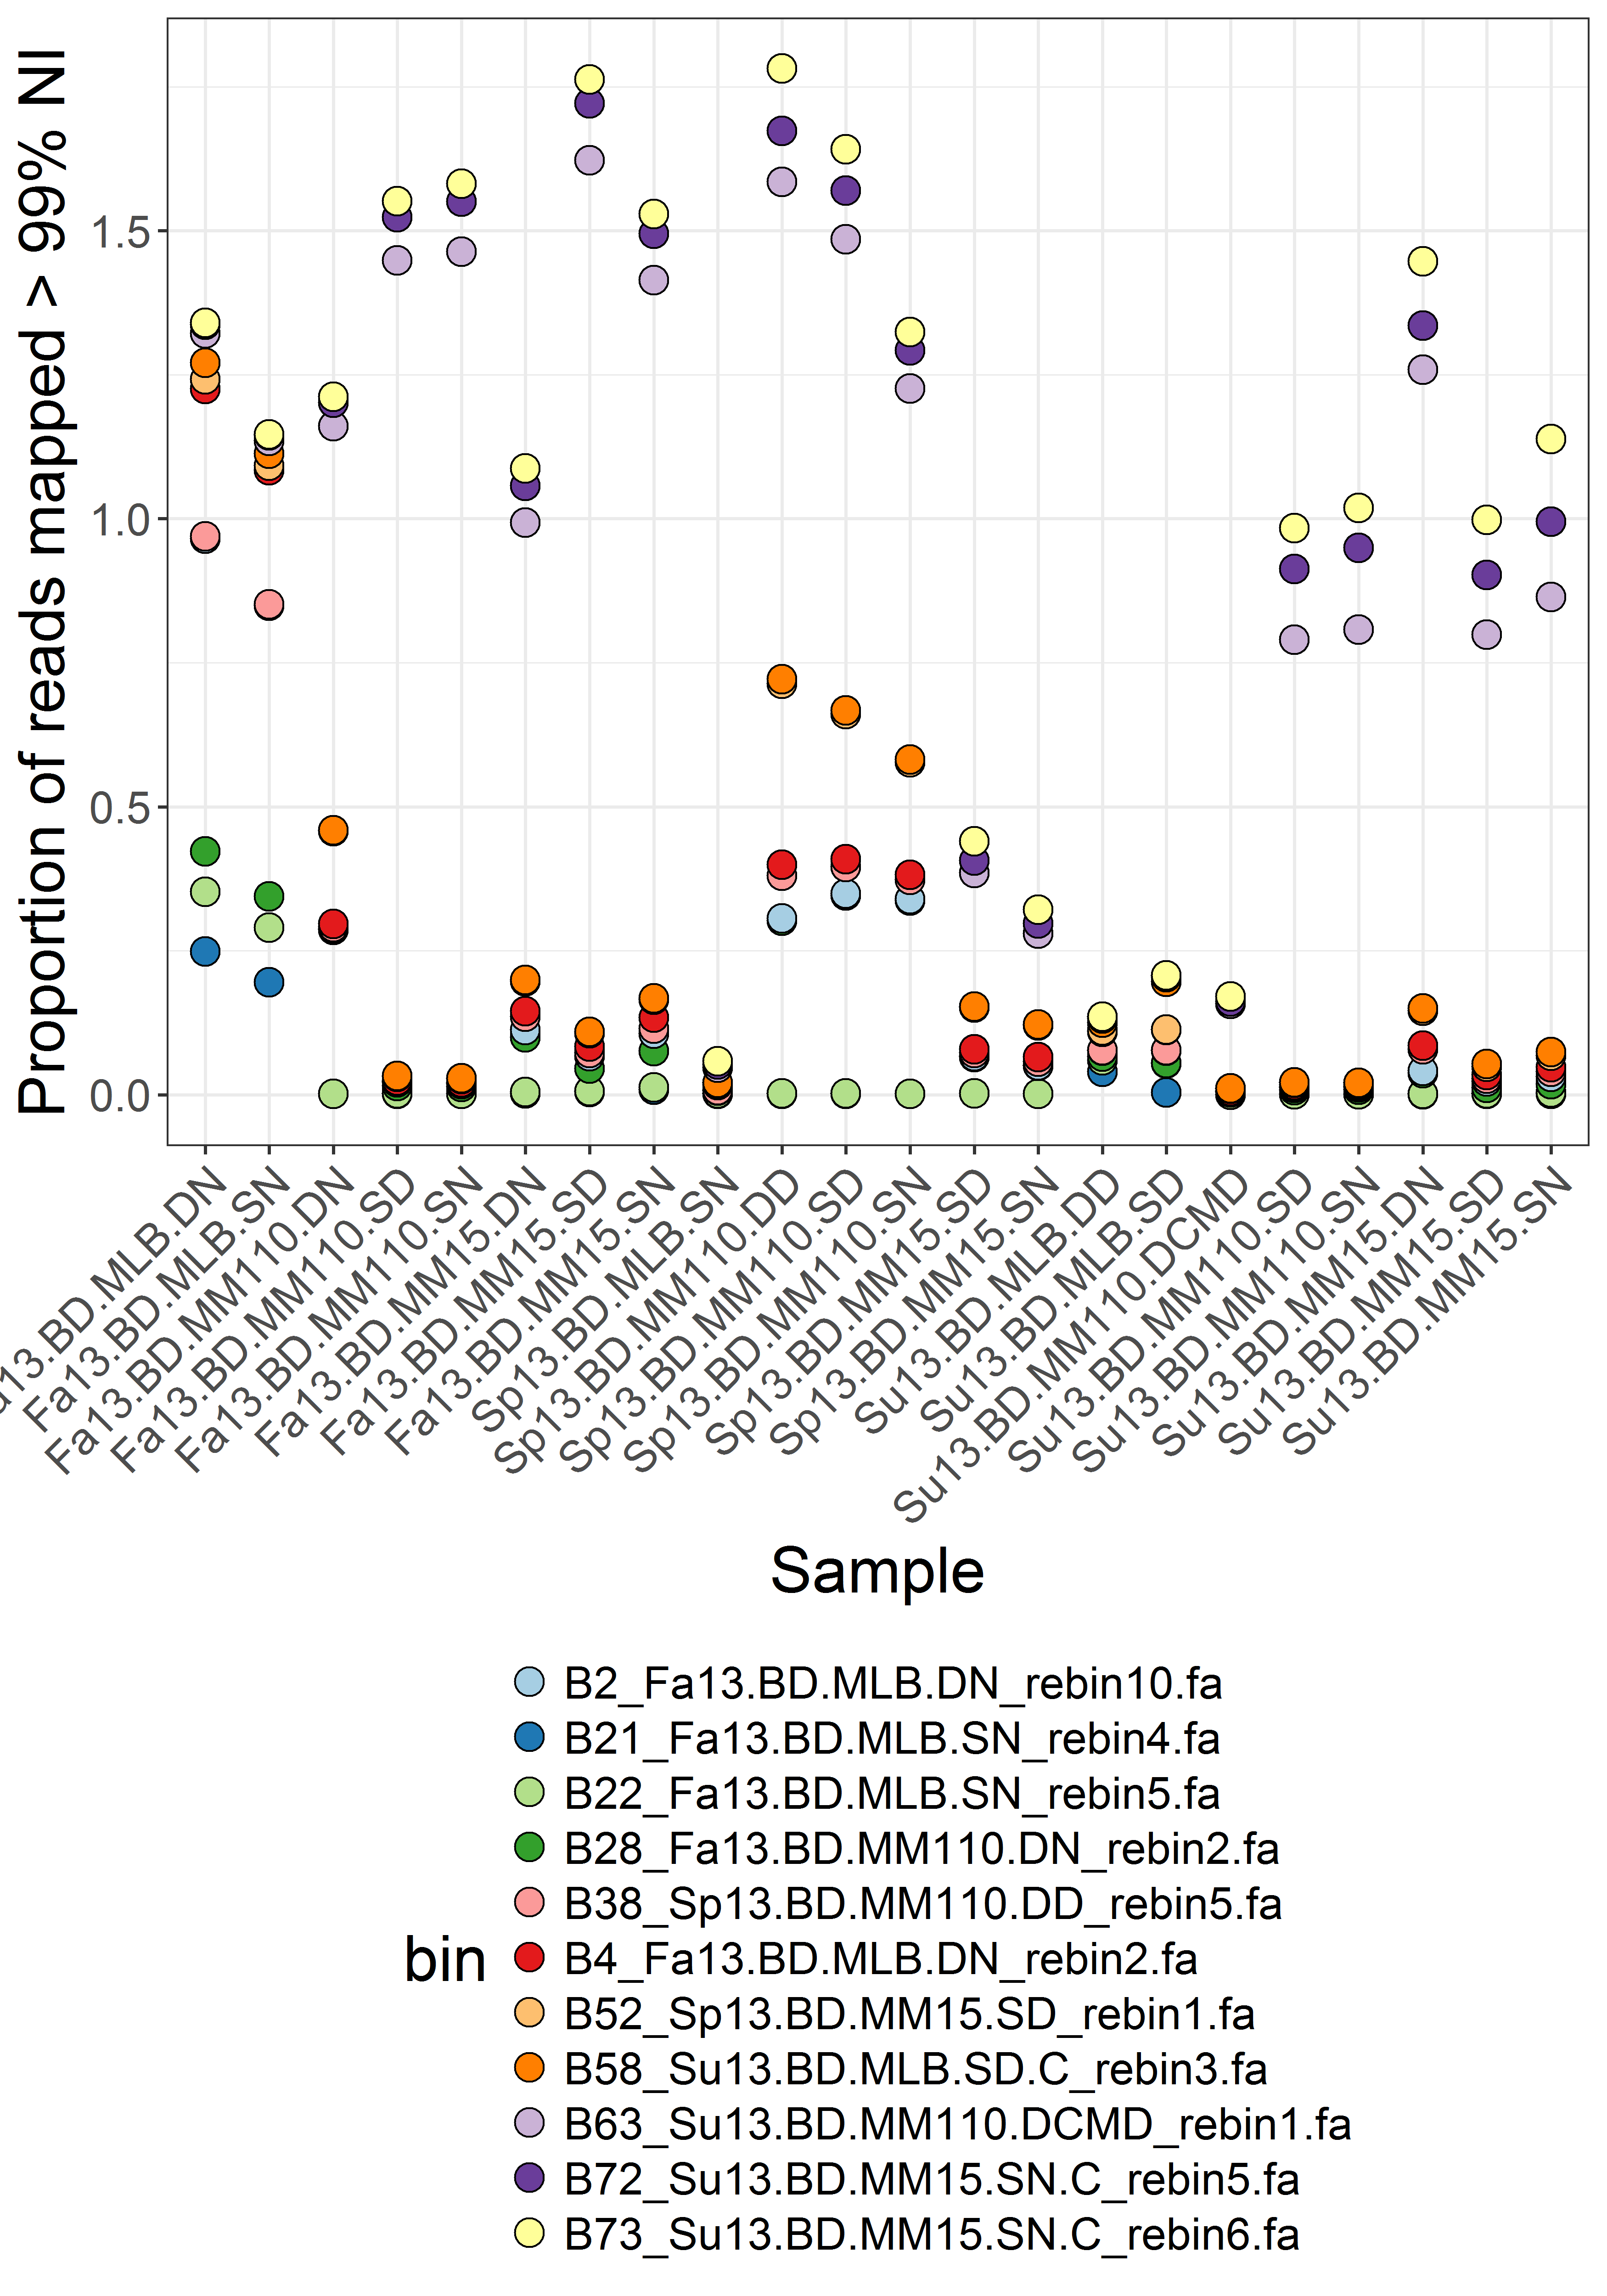 Proportion of reads mapped > 99% NI
1.5
1.0
0.5
0.0
Fa13.BD.MLB.SN
Fa13.BD.MM110.DN
Fa13.BD.MM110.SD
Fa13.BD.MM110.SN
Fa13.BD.MM15.DN
Fa13.BD.MM15.SD
Fa13.BD.MM15.SN
Sp13.BD.MLB.SN
Sp13.BD.MM110.DD
Sp13.BD.MM110.SD
Sp13.BD.MM110.SN
Sp13.BD.MM15.SD
Sp13.BD.MM15.SN
Su13.BD.MLB.DD
Su13.BD.MLB.SD
Su13.BD.MM110.DCMD
Su13.BD.MM110.SD
Su13.BD.MM110.SN
Su13.BD.MM15.DN
Su13.BD.MM15.SD
Su13.BD.MM15.SN
Sample
bin
B2_Fa13.BD.MLB.DN_rebin10.fa
B21_Fa13.BD.MLB.SN_rebin4.fa
B22_Fa13.BD.MLB.SN_rebin5.fa
B28_Fa13.BD.MM110.DN_rebin2.fa
B38_Sp13.BD.MM110.DD_rebin5.fa
B4_Fa13.BD.MLB.DN_rebin2.fa
B52_Sp13.BD.MM15.SD_rebin1.fa
B58_Su13.BD.MLB.SD.C_rebin3.fa
B63_Su13.BD.MM110.DCMD_rebin1.fa
B72_Su13.BD.MM15.SN.C_rebin5.fa
B73_Su13.BD.MM15.SN.C_rebin6.fa